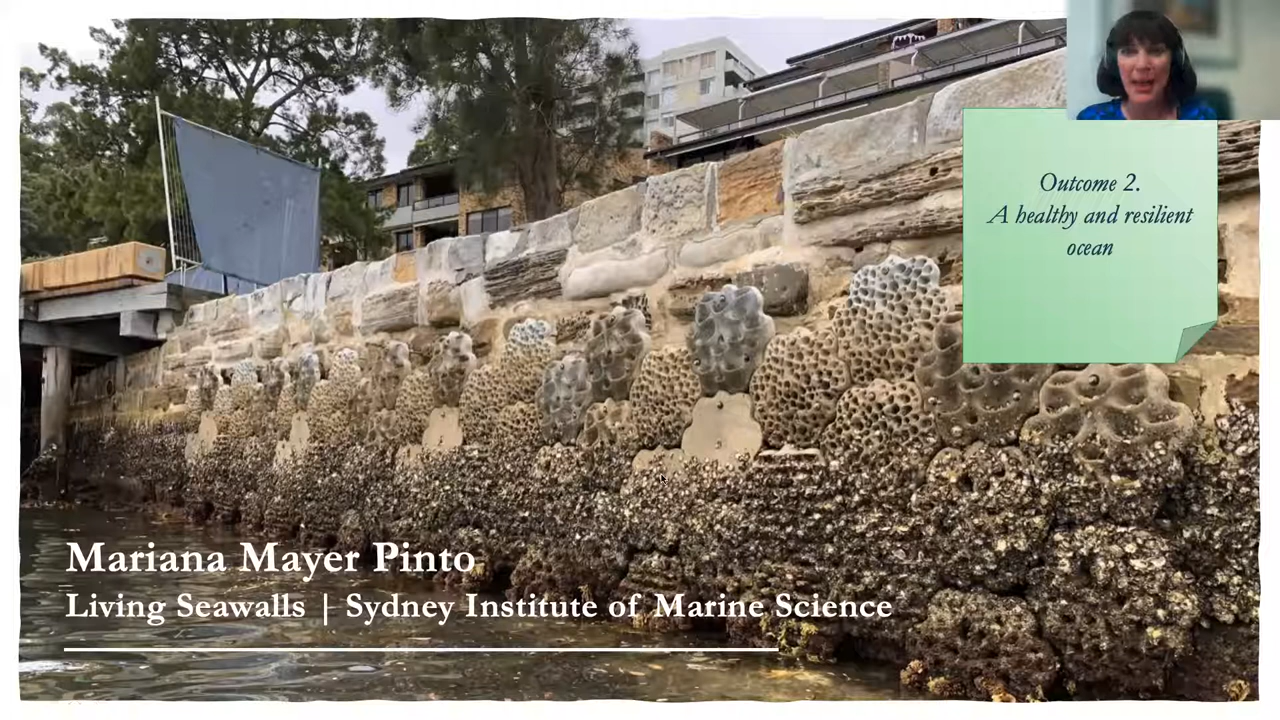 Outcome 2.
A healthy and resilient
ocean
Mariana Mayer Pinto
Living Seawalls | Sydney Institute of Marine Science